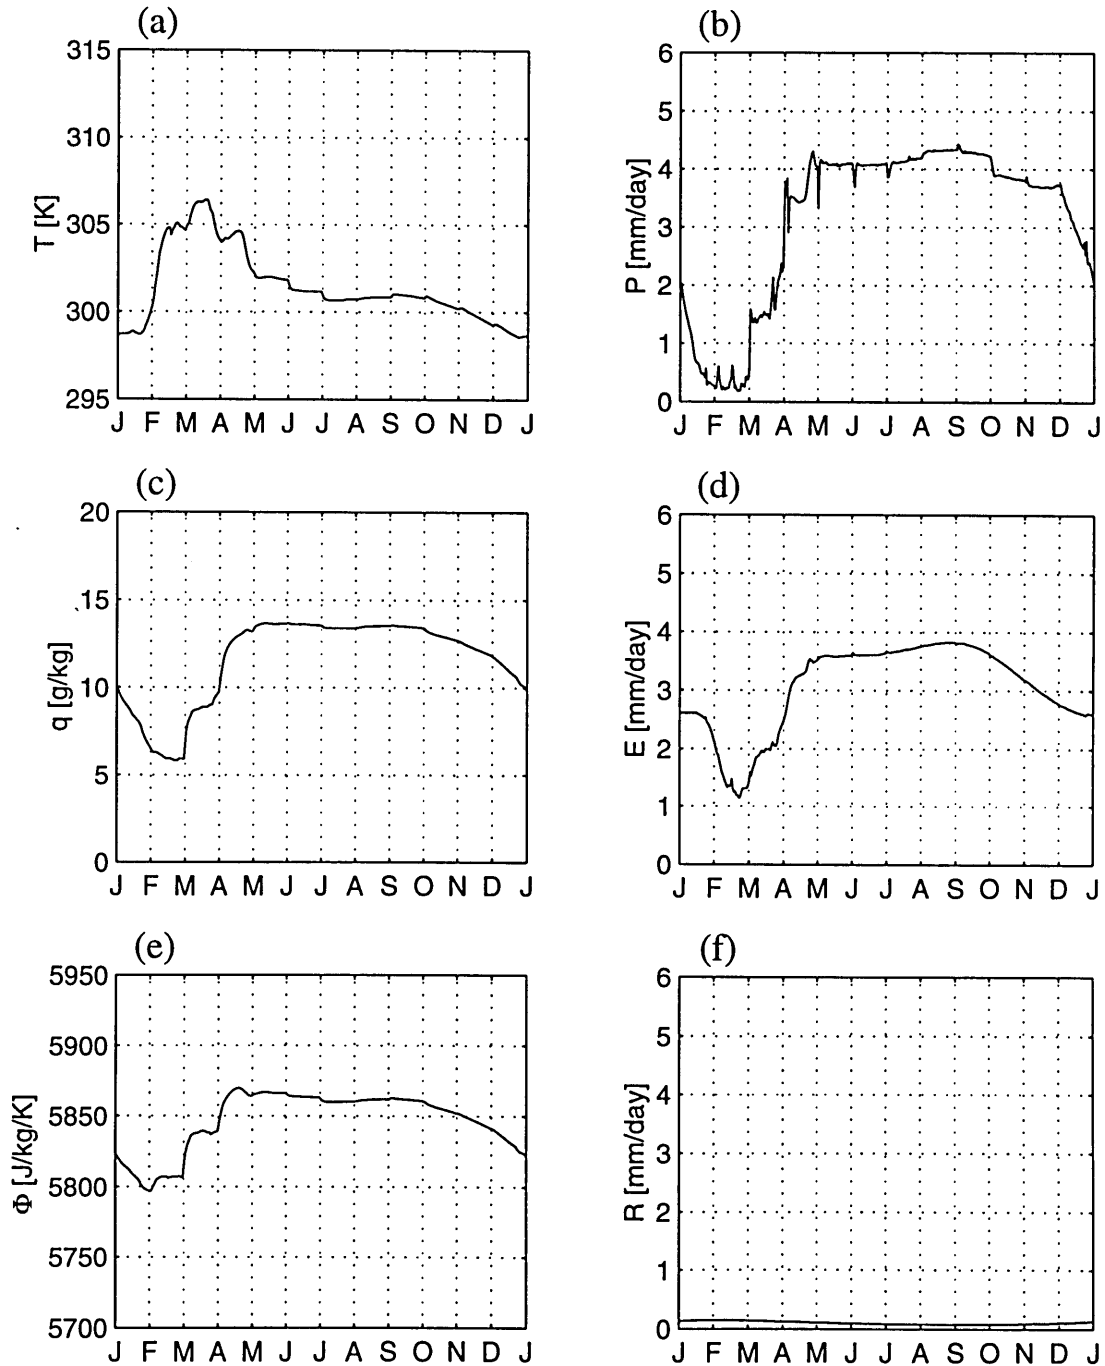 (a)
315
310
305
300
295
T [K]
J F M A M J J A S O N D J
(b)
6
5
4
3
2
1
0
P [mm/day]
J F M A M J J A S O N D J
(c)
20
15
10
5
0
q [g/kg]
J F M A M J J A S O N D J
(d)
6
5
4
3
2
1
0
E [mm/day]
J F M A M J J A S O N D J
(e)
5950
5900
5850
5800
5750
5700
Φ [J/kg/K]
J F M A M J J A S O N D J
(f)
6
5
4
3
2
1
0
R [mm/day]
J F M A M J J A S O N D J